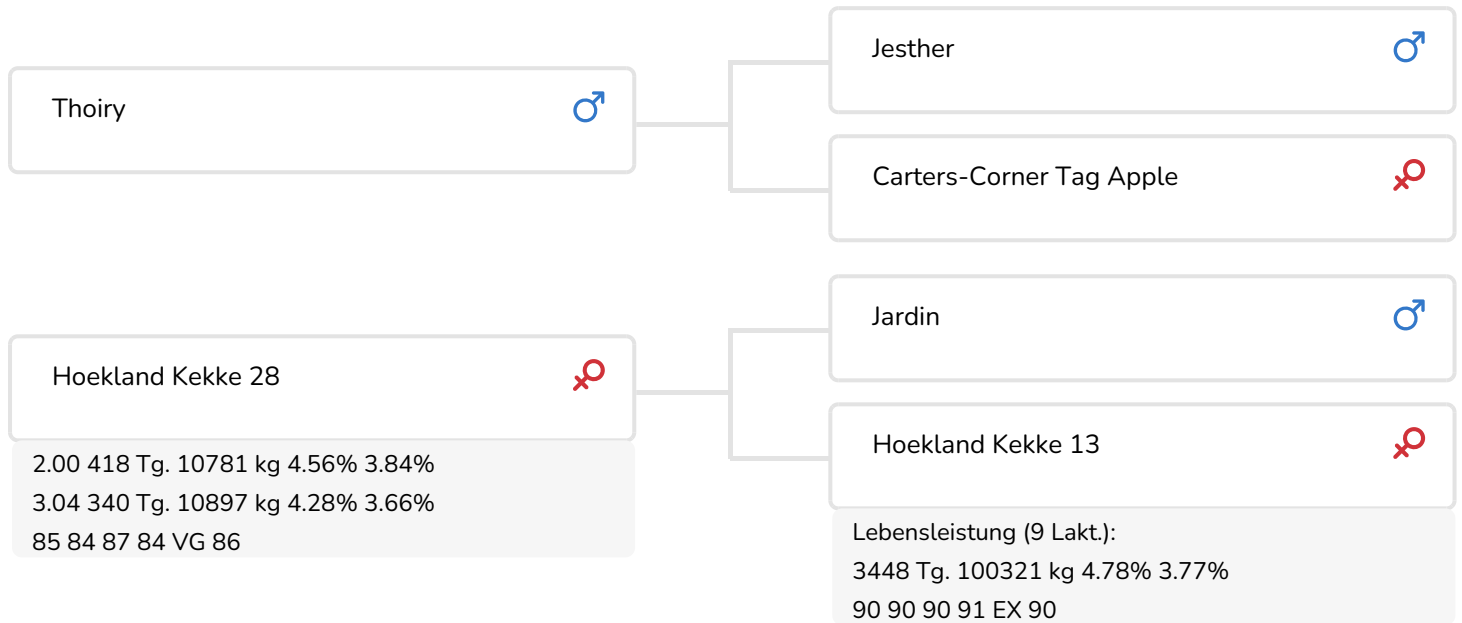 Thoiry
Jesther
Carters-Corner Tag Apple
Hoekland Kekke 28
2.00 418 Tg. 10781 kg 4.56% 3.84%
3.04 340 Tg. 10897 kg 4.28% 3.66%
85 84 87 84 VG 86
Jardin
Hoekland Kekke 13
Lebensleistung (9 Lakt.):
3448 Tg. 100321 kg 4.78% 3.77%
90 90 90 91 EX 90